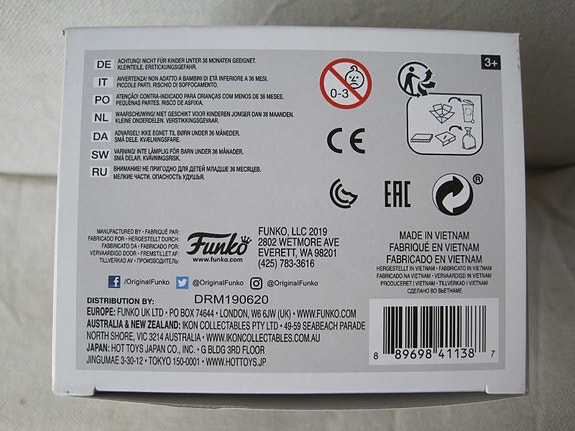 DE ACHTUNG! NICHT FÜR KINDER UNTER 36 MONATEN GEEIGNET.
KLEINTEILE. ERSTICKUNGSGEFAHR.
IT AVVERTENZA! NON ADATTO A BAMBINI DI ETÀ INFERIORE A 36 MESI.
PICCOLE PARTI. RISCHIO DI SOFFOCAMENTO.
PO ATENÇÃO! CONTRA-INDICADO PARA CRIANÇAS COM MENOS DE 36 MESES.
PEQUENAS PARTES. RISCO DE ASFIXIA.
NL WAARSCHUWING! NIET GESCHIKT VOOR KINDEREN JONGER DAN 36 MAANDEN.
KLEINE ONDERDELEN. VERSTIKKINGSGEVAAR.
DA ADVARSEL! IKKE EGNET TIL BØRN UNDER 36 MÅNEDER.
SMÅ DELE. KVÆLNINGSFARE.
SW VARNING! INTE LÄMPLIG FÖR BARN UNDER 36 MÅNADER.
SMÅ DELAR. KVÄVNINGSRISK.
RU ВНИМАНИЕ! НЕ ПРИГОДНО ДЛЯ ДЕТЕЙ МЛАДШЕ 36 МЕСЯЦЕВ.
МЕЛКИЕ ЧАСТИ, ОПАСНОСТЬ УДУШЬЯ.
0-3
3+
CE
EAC
®
MANUFACTURED BY • FABRIQUÉ PAR:
FABRICADO POR • HERGESTELLT DURCH:
FABBRICATO DA • FABRICADO POR:
VERVAARDIGD DOOR • FREMSTILLET AF:
TILLVERKAD AV • ПРОИЗВОДИТЕЛЬ:
Funko
www.funko.com
FUNKO, LLC 2019
2802 WETMORE AVE
EVERETT, WA 98201
(425) 783-3616
MADE IN VIETNAM
FABRIQUÉ EN VIETNAM
FABRICADO EN VIETNAM
HERGESTELLT IN VIETNAM • FABRICADO EM VIETNAM
FABBRICATO NA VIETNAM • VERVAARDIGD IN VIETNAM
PRODUCERET I VIETNAM • TILLVERKAD I VIETNAM
СДЕЛАНО ВО ВЬЕТНАМЕ
@OriginalFunko @OriginalFunko @OriginalFunko
DISTRIBUTION BY: DRM190620
EUROPE: FUNKO UK LTD • PO BOX 74644 • LONDON, W6 6JW (UK) • WWW.FUNKO.COM
AUSTRALIA & NEW ZEALAND: IKON COLLECTABLES PTY LTD • 49-59 SEABEACH PARADE
NORTH SHORE, VIC 3214 AUSTRALIA • WWW.IKONCOLLECTABLES.COM.AU
JAPAN: HOT TOYS JAPAN CO., INC. • G BLDG 3RD FLOOR
JINGUMAE 3-30-12 • TOKYO 150-0001 • WWW.HOTTOYS.JP
8 89698 41138 7